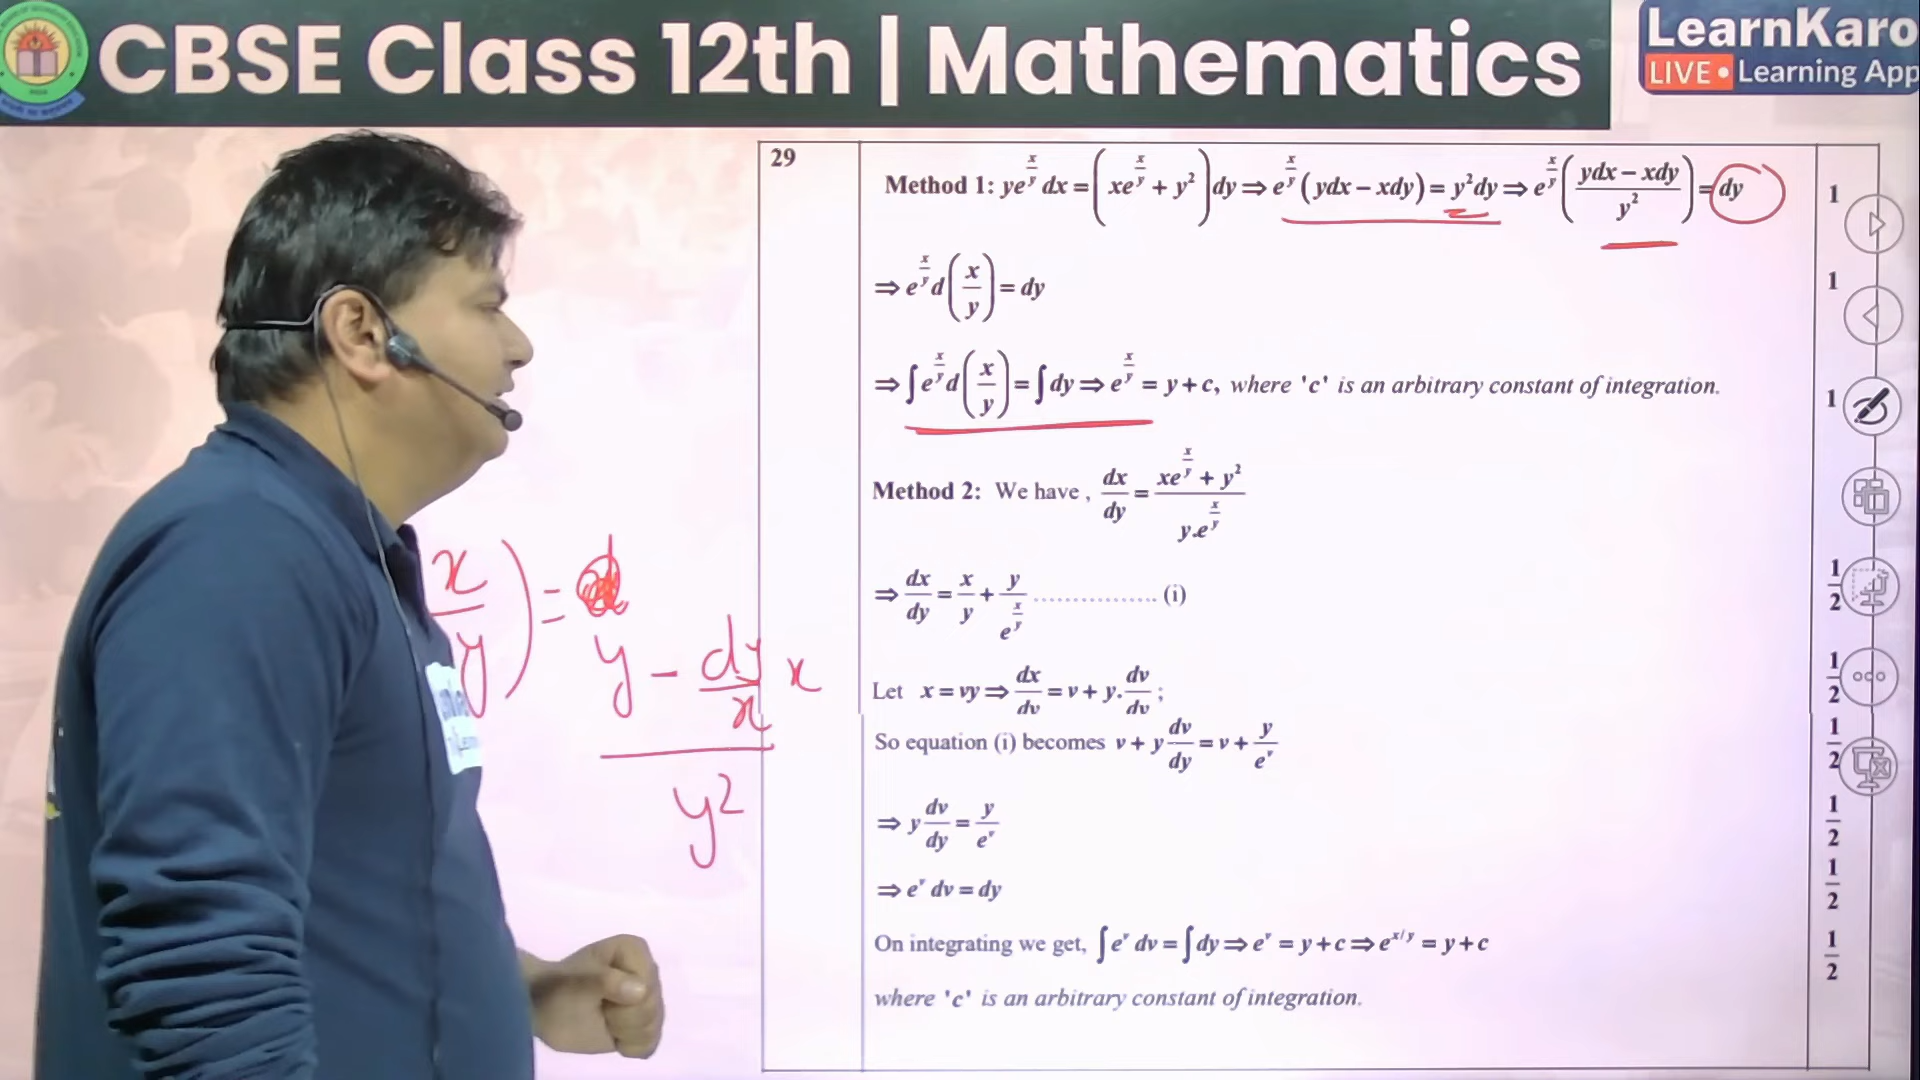 CBSE Class 12th | Mathematics
LearnKaro
LIVE • Learning App
29
Method 1: ye^{x/y} dx = (xe^{x/y} + y²)dy ⇒ e^{x/y}(ydx − xdy) = y²dy ⇒ e^{x/y}((ydx − xdy)/y²) = dy 1
⇒ e^{x/y} d(x/y) = dy 1
⇒ ∫e^{x/y} d(x/y) = ∫dy ⇒ e^{x/y} = y + c, where 'c' is an arbitrary constant of integration. 1
Method 2: We have , dx/dy = (xe^{x/y} + y²)/(y.e^{x/y})
⇒ dx/dy = x/y + y/e^{x/y} ................ (i) 1/2
Let x = vy ⇒ dx/dv = v + y.dv/dv ; 1/2
So equation (i) becomes v + y dv/dy = v + y/e^v 1/2
⇒ y dv/dy = y/e^v 1/2
⇒ e^v dv = dy 1/2
On integrating we get, ∫e^v dv = ∫dy ⇒ e^v = y + c ⇒ e^{x/y} = y + c 1/2
where 'c' is an arbitrary constant of integration.
x/y) =
y − dy/x x
y²